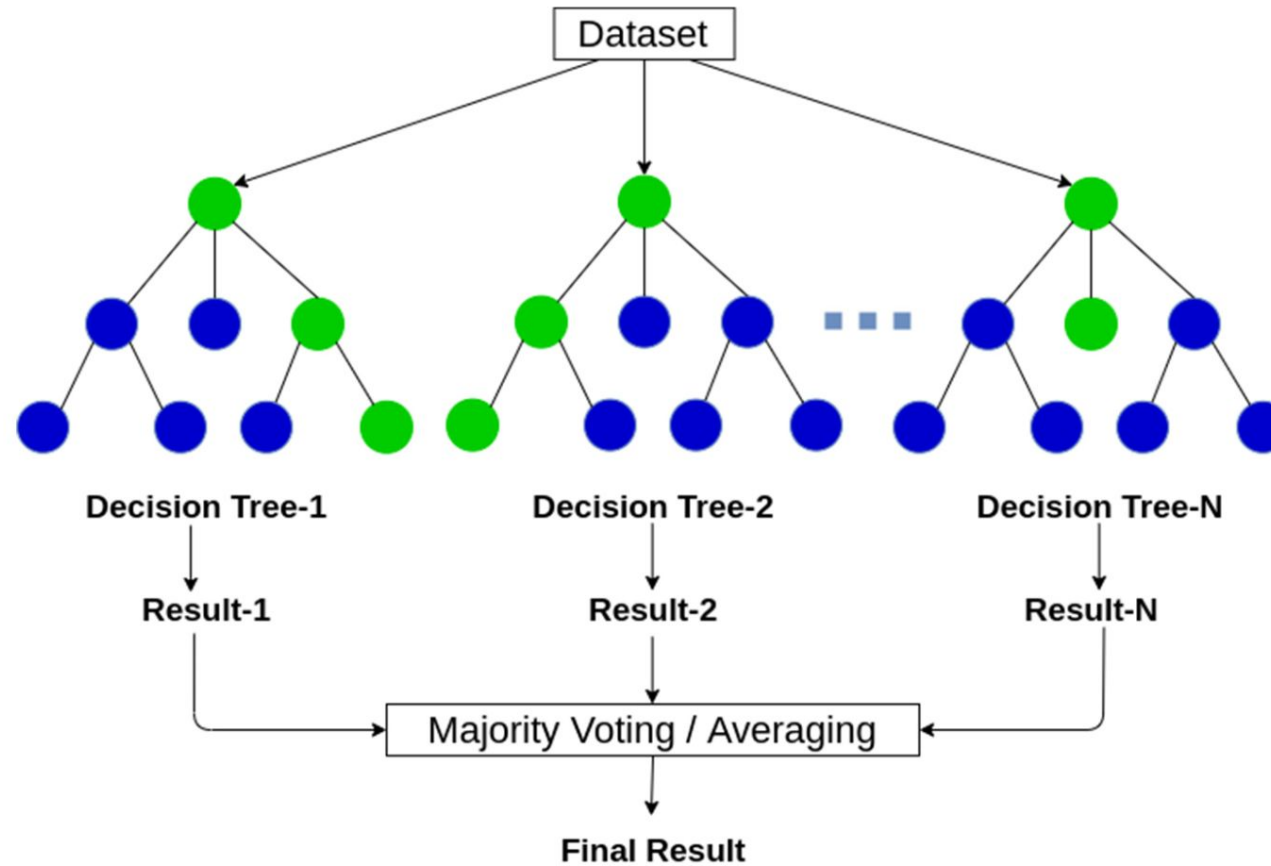 Dataset
Decision Tree-1
Decision Tree-2
Decision Tree-N
Result-1
Result-2
Result-N
Majority Voting / Averaging
Final Result